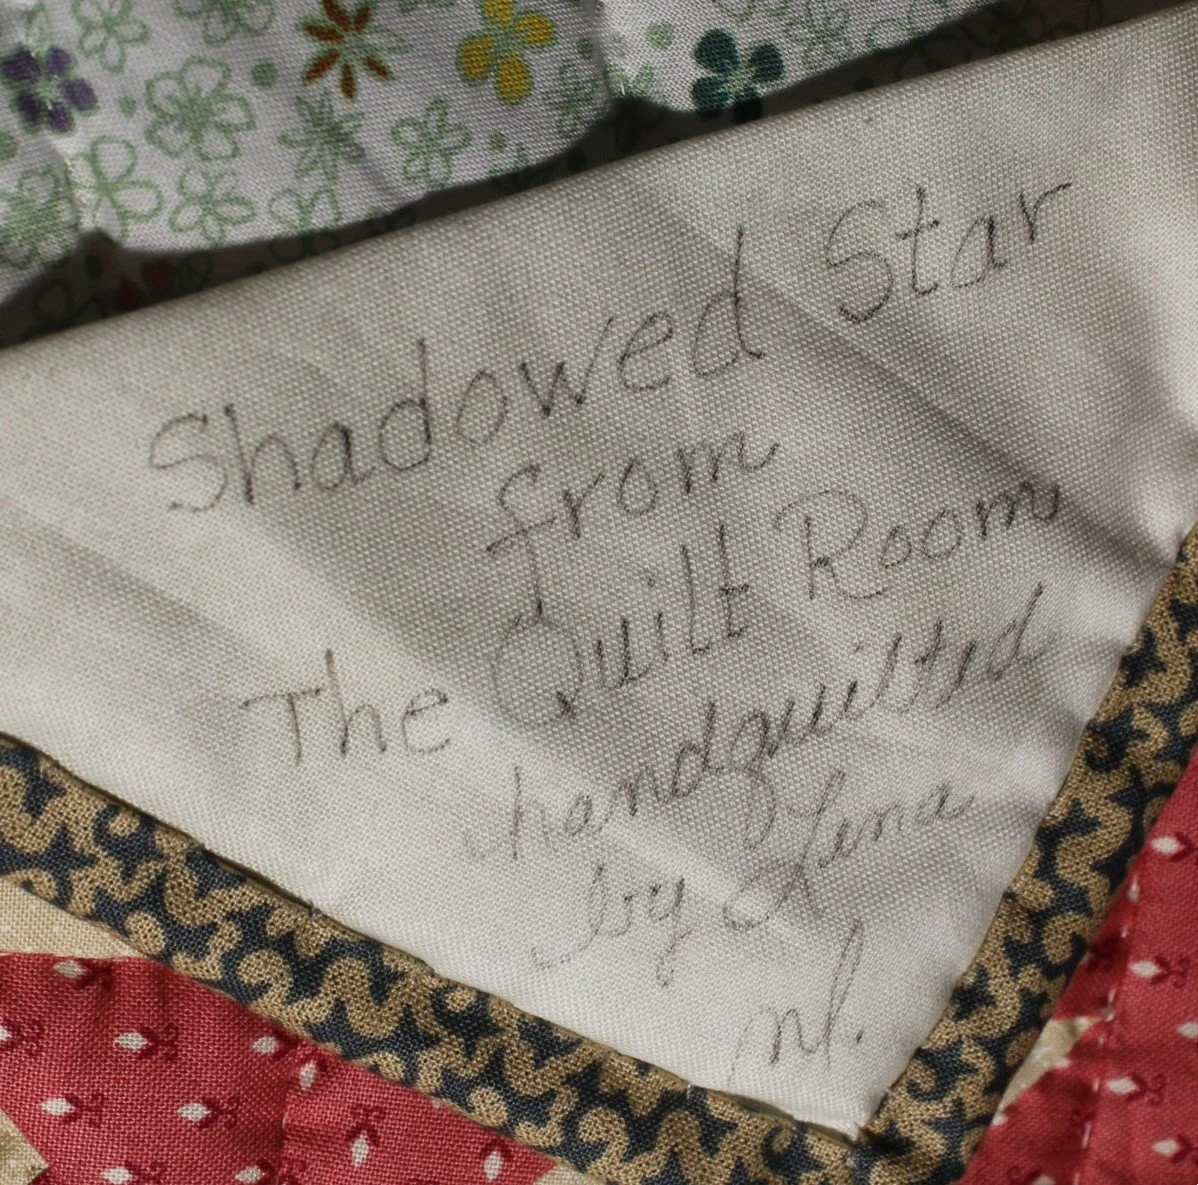 Shadowed Star
from
The Quilt Room
handquilted
by Lena
M.